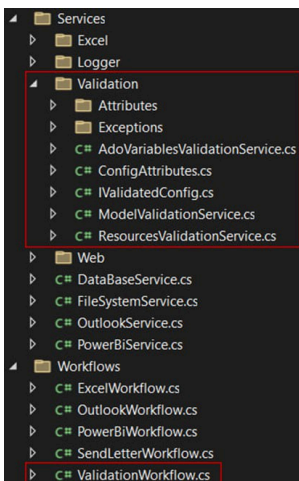 Services
Excel
Logger
Validation
Attributes
Exceptions
C# AdoVariablesValidationService.cs
C# ConfigAttributes.cs
C# IValidatedConfig.cs
C# ModelValidationService.cs
C# ResourcesValidationService.cs
Web
C# DataBaseService.cs
C# FileSystemService.cs
C# OutlookService.cs
C# PowerBiService.cs
Workflows
C# ExcelWorkflow.cs
C# OutlookWorkflow.cs
C# PowerBiWorkflow.cs
C# SendLetterWorkflow.cs
C# ValidationWorkflow.cs